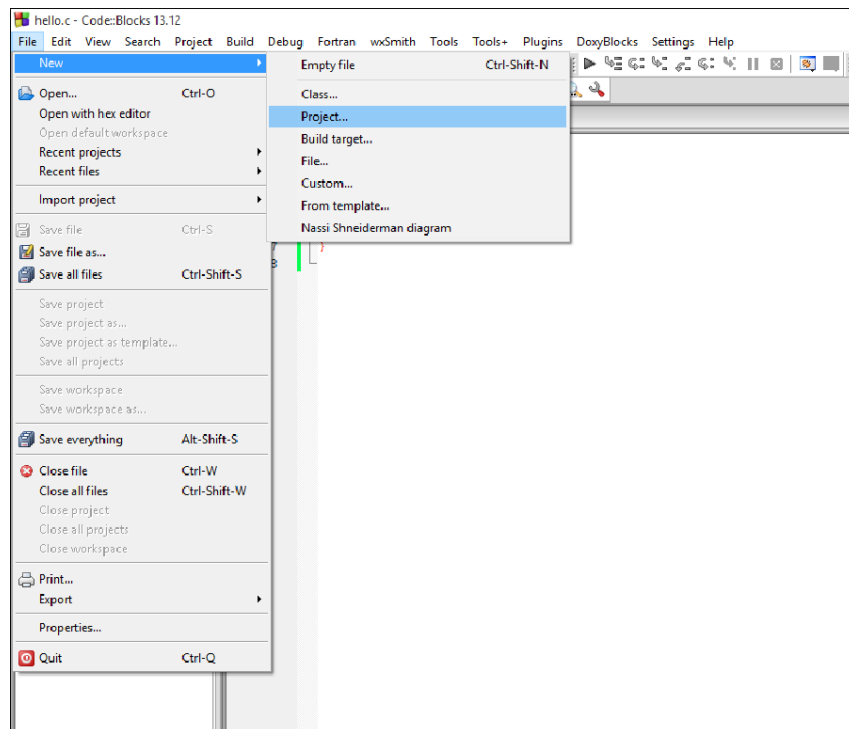 hello.c - Code::Blocks 13.12
File Edit View Search Project Build Debug Fortran wxSmith Tools Tools+ Plugins DoxyBlocks Settings Help
New
Open... Ctrl-O
Open with hex editor
Open default workspace
Recent projects
Recent files
Import project
Save file Ctrl-S
Save file as...
Save all files Ctrl-Shift-S
Save project
Save project as...
Save project as template...
Save all projects
Save workspace
Save workspace as...
Save everything Alt-Shift-S
Close file Ctrl-W
Close all files Ctrl-Shift-W
Close project
Close all projects
Close workspace
Print...
Export
Properties...
Quit Ctrl-Q
Empty file Ctrl-Shift-N
Class...
Project...
Build target...
File...
Custom...
From template...
Nassi Shneiderman diagram
}
8